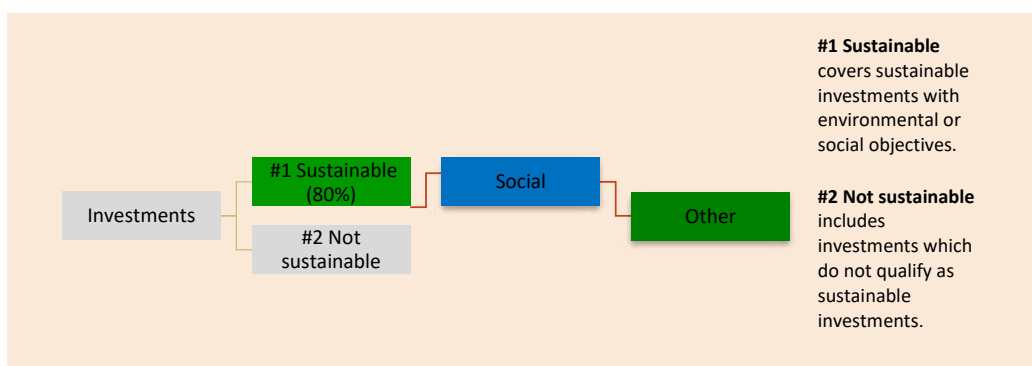 Investments
#1 Sustainable
(80%)
#2 Not
sustainable
Social
Other
#1 Sustainable
covers sustainable
investments with
environmental or
social objectives.
#2 Not sustainable
includes
investments which
do not qualify as
sustainable
investments.